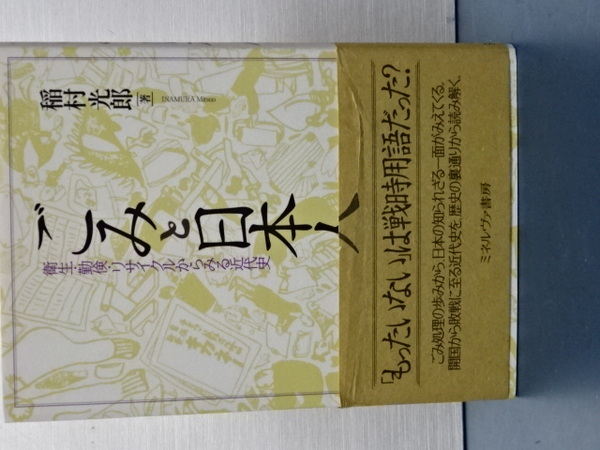 稲村光郎 著
INAMURA Mitsuo
ごみと日本人
衛生・勤倹・リサイクルからみる近代史
「もったいない」は戦時用語だった?
ごみ処理の歩みから、日本の知られざる一面がみえてくる。
開国から敗戦に至る近代史を、歴史の裏通りから読み解く。
ミネルヴァ書房